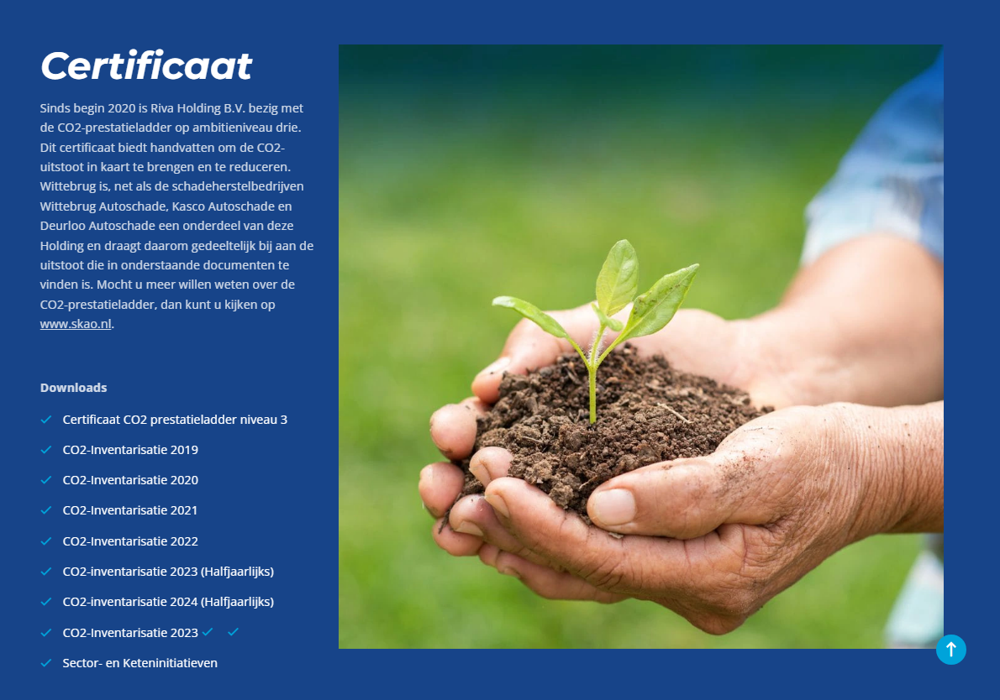 Certificaat
Sinds begin 2020 is Riva Holding B.V. bezig met
de CO2-prestatieladder op ambitieniveau drie.
Dit certificaat biedt handvatten om de CO2-
uitstoot in kaart te brengen en te reduceren.
Wittebrug is, net als de schadeherstelbedrijven
Wittebrug Autoschade, Kasco Autoschade en
Deurloo Autoschade een onderdeel van deze
Holding en draagt daarom gedeeltelijk bij aan de
uitstoot die in onderstaande documenten te
vinden is. Mocht u meer willen weten over de
CO2-prestatieladder, dan kunt u kijken op
www.skao.nl.
Downloads
Certificaat CO2 prestatieladder niveau 3
CO2-Inventarisatie 2019
CO2-Inventarisatie 2020
CO2-Inventarisatie 2021
CO2-Inventarisatie 2022
CO2-inventarisatie 2023 (Halfjaarlijks)
CO2-inventarisatie 2024 (Halfjaarlijks)
CO2-Inventarisatie 2023
Sector- en Keteninitiatieven